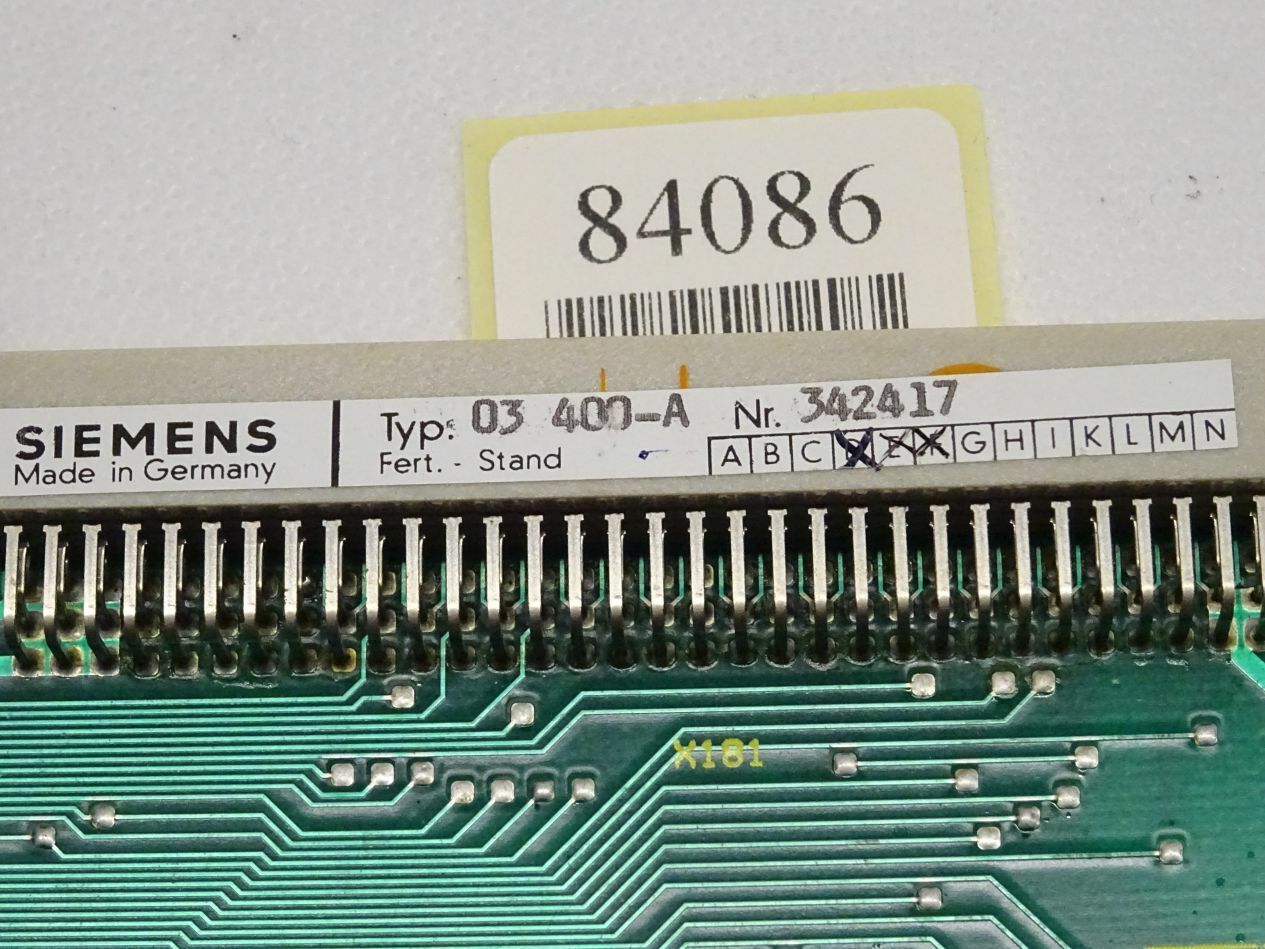 84086
SIEMENS
Made in Germany
Typ: 03 400-A Nr. 342417
Fert. - Stand A B C G H I K L M N
X181